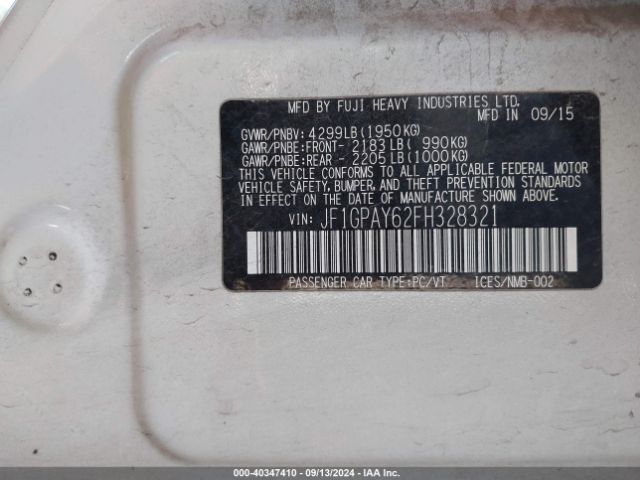 MFD BY FUJI HEAVY INDUSTRIES LTD.
MFD IN 09/15
GVWR/PNBV: 4299LB(1950KG)
GAWR/PNBE:FRONT- 2183LB( 990KG)
GAWR/PNBE:REAR - 2205LB(1000KG)
THIS VEHICLE CONFORMS TO ALL APPLICABLE FEDERAL MOTOR
VEHICLE SAFETY, BUMPER, AND THEFT PREVENTION STANDARDS
IN EFFECT ON THE DATE OF MANUFACTURE SHOWN ABOVE.
VIN: JF1GPAY62FH328321
PASSENGER CAR TYPE:PC/VT ICES/NMB-002
000-40347410 - 09/13/2024 - IAA, Inc.